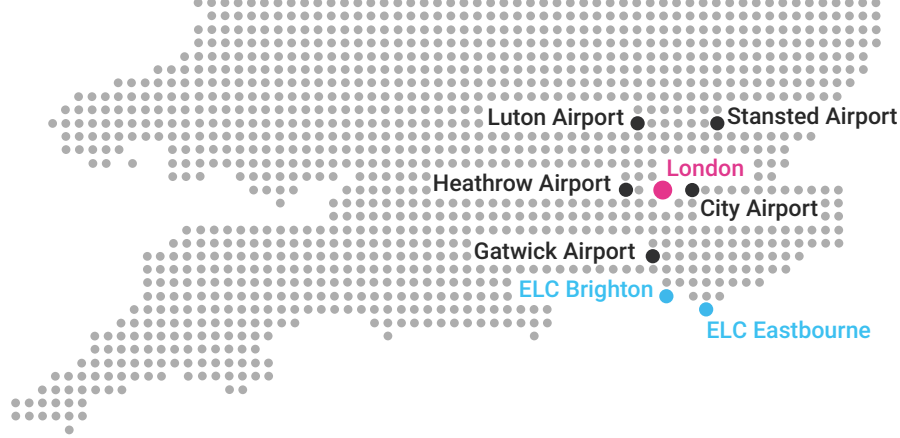 Luton Airport
Stansted Airport
London
Heathrow Airport
City Airport
Gatwick Airport
ELC Brighton
ELC Eastbourne